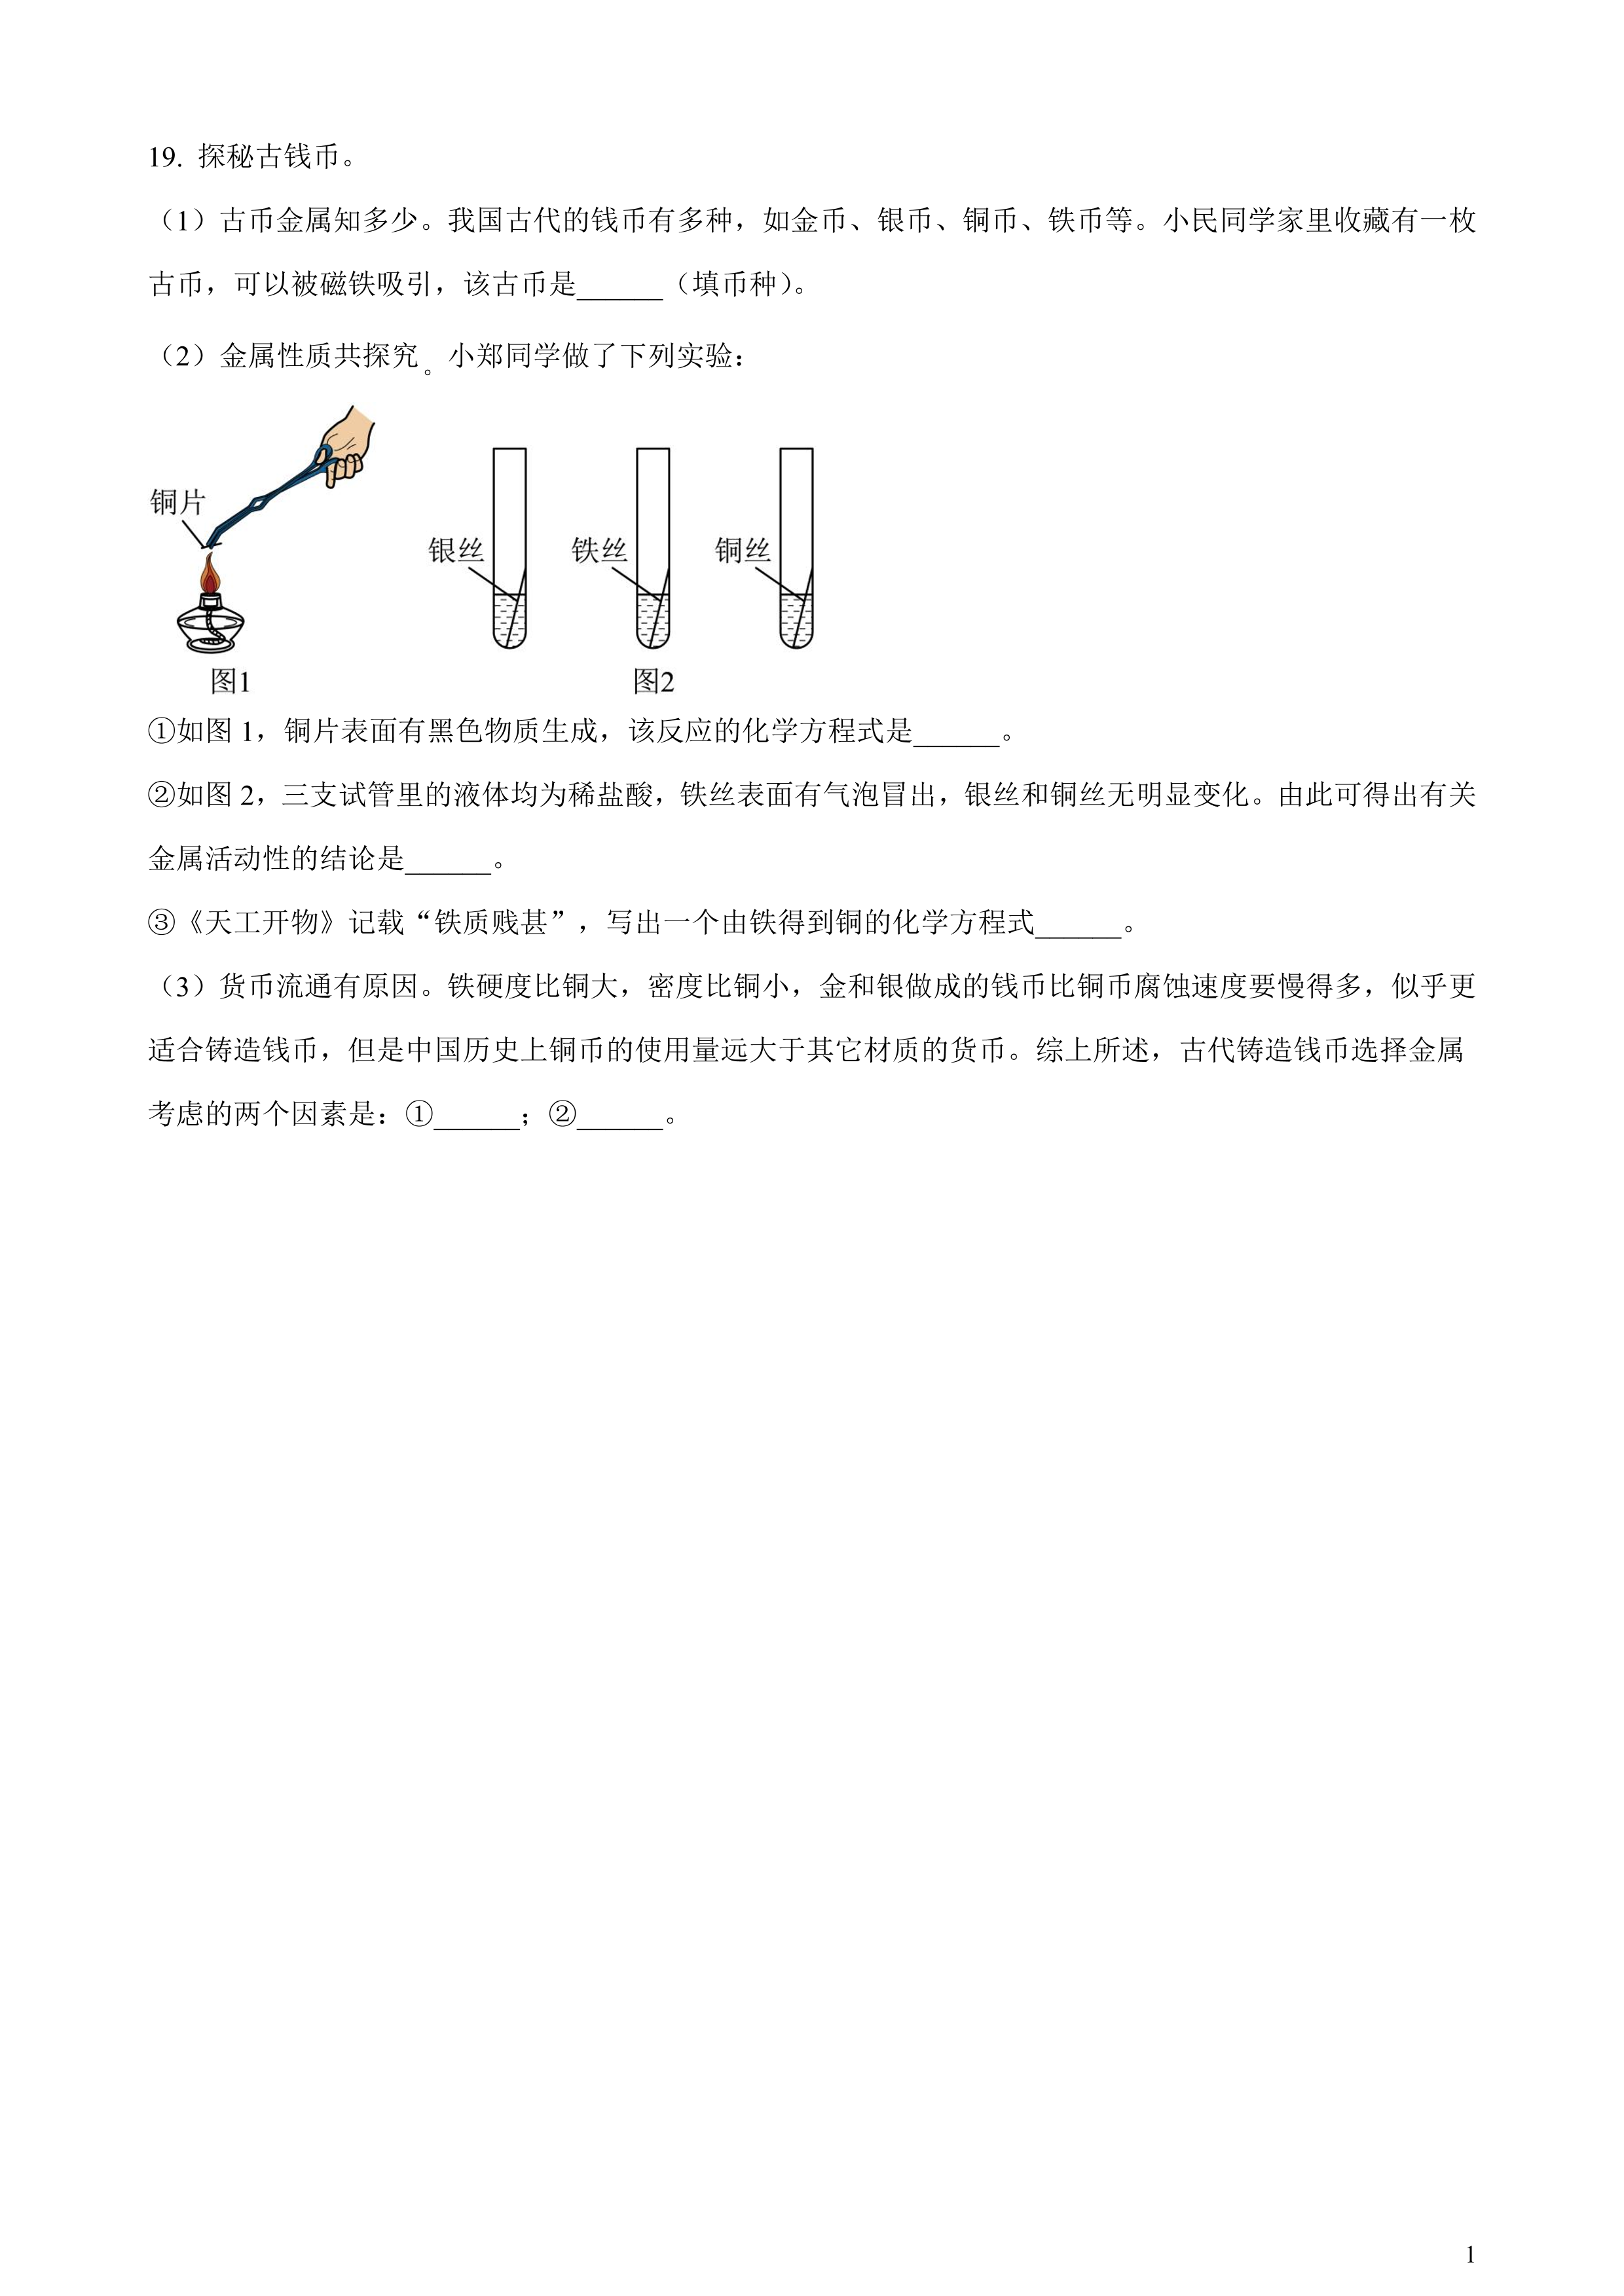 19. 探秘古钱币。
（1）古币金属知多少。我国古代的钱币有多种，如金币、银币、铜币、铁币等。小民同学家里收藏有一枚
古币，可以被磁铁吸引，该古币是______（填币种）。
（2）金属性质共探究。小郑同学做了下列实验：
铜片
银丝 铁丝 铜丝
图1 图2
①如图 1，铜片表面有黑色物质生成，该反应的化学方程式是______。
②如图 2，三支试管里的液体均为稀盐酸，铁丝表面有气泡冒出，银丝和铜丝无明显变化。由此可得出有关
金属活动性的结论是______。
③《天工开物》记载“铁质贱甚”，写出一个由铁得到铜的化学方程式______。
（3）货币流通有原因。铁硬度比铜大，密度比铜小，金和银做成的钱币比铜币腐蚀速度要慢得多，似乎更
适合铸造钱币，但是中国历史上铜币的使用量远大于其它材质的货币。综上所述，古代铸造钱币选择金属
考虑的两个因素是：①______；②______。
1